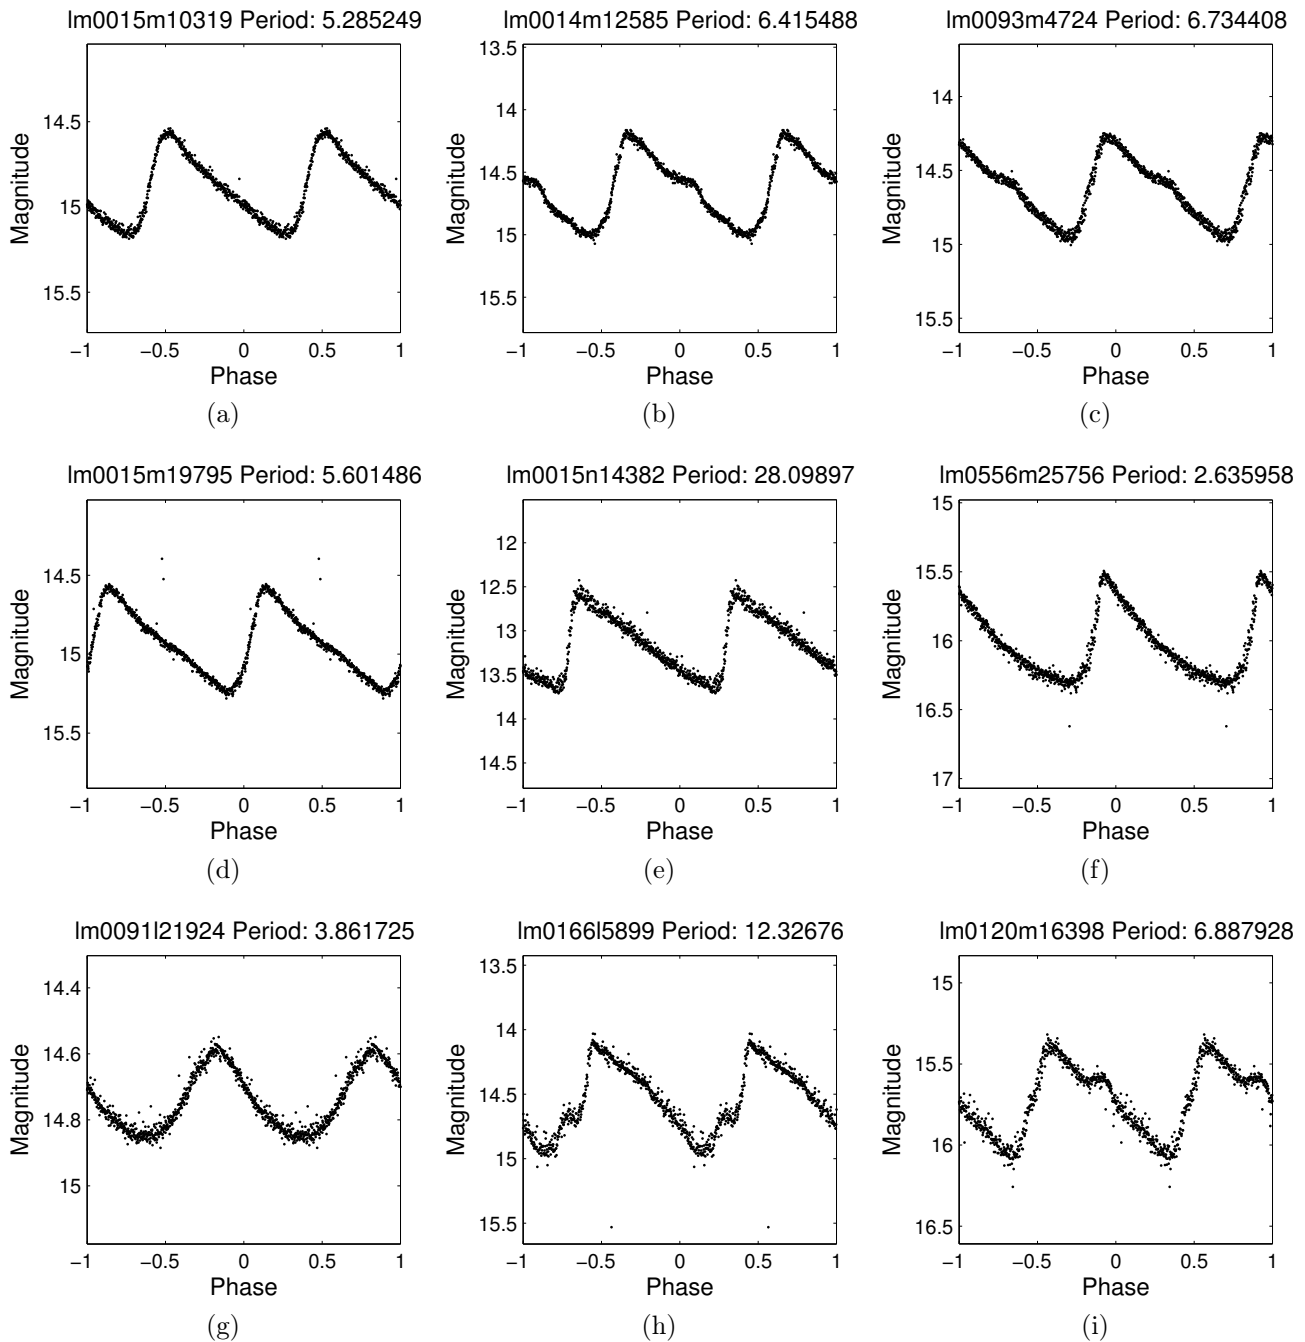 lm0015m10319 Period: 5.285249
14.5
15
15.5
Magnitude
−1 −0.5 0 0.5 1
Phase
(a)
lm0014m12585 Period: 6.415488
13.5
14
14.5
15
15.5
Magnitude
−1 −0.5 0 0.5 1
Phase
(b)
lm0093m4724 Period: 6.734408
14
14.5
15
15.5
Magnitude
−1 −0.5 0 0.5 1
Phase
(c)
lm0015m19795 Period: 5.601486
14.5
15
15.5
Magnitude
−1 −0.5 0 0.5 1
Phase
(d)
lm0015n14382 Period: 28.09897
12
12.5
13
13.5
14
14.5
Magnitude
−1 −0.5 0 0.5 1
Phase
(e)
lm0556m25756 Period: 2.635958
15
15.5
16
16.5
17
Magnitude
−1 −0.5 0 0.5 1
Phase
(f)
lm0091l21924 Period: 3.861725
14.4
14.6
14.8
15
Magnitude
−1 −0.5 0 0.5 1
Phase
(g)
lm0166l5899 Period: 12.32676
13.5
14
14.5
15
15.5
Magnitude
−1 −0.5 0 0.5 1
Phase
(h)
lm0120m16398 Period: 6.887928
15
15.5
16
16.5
Magnitude
−1 −0.5 0 0.5 1
Phase
(i)